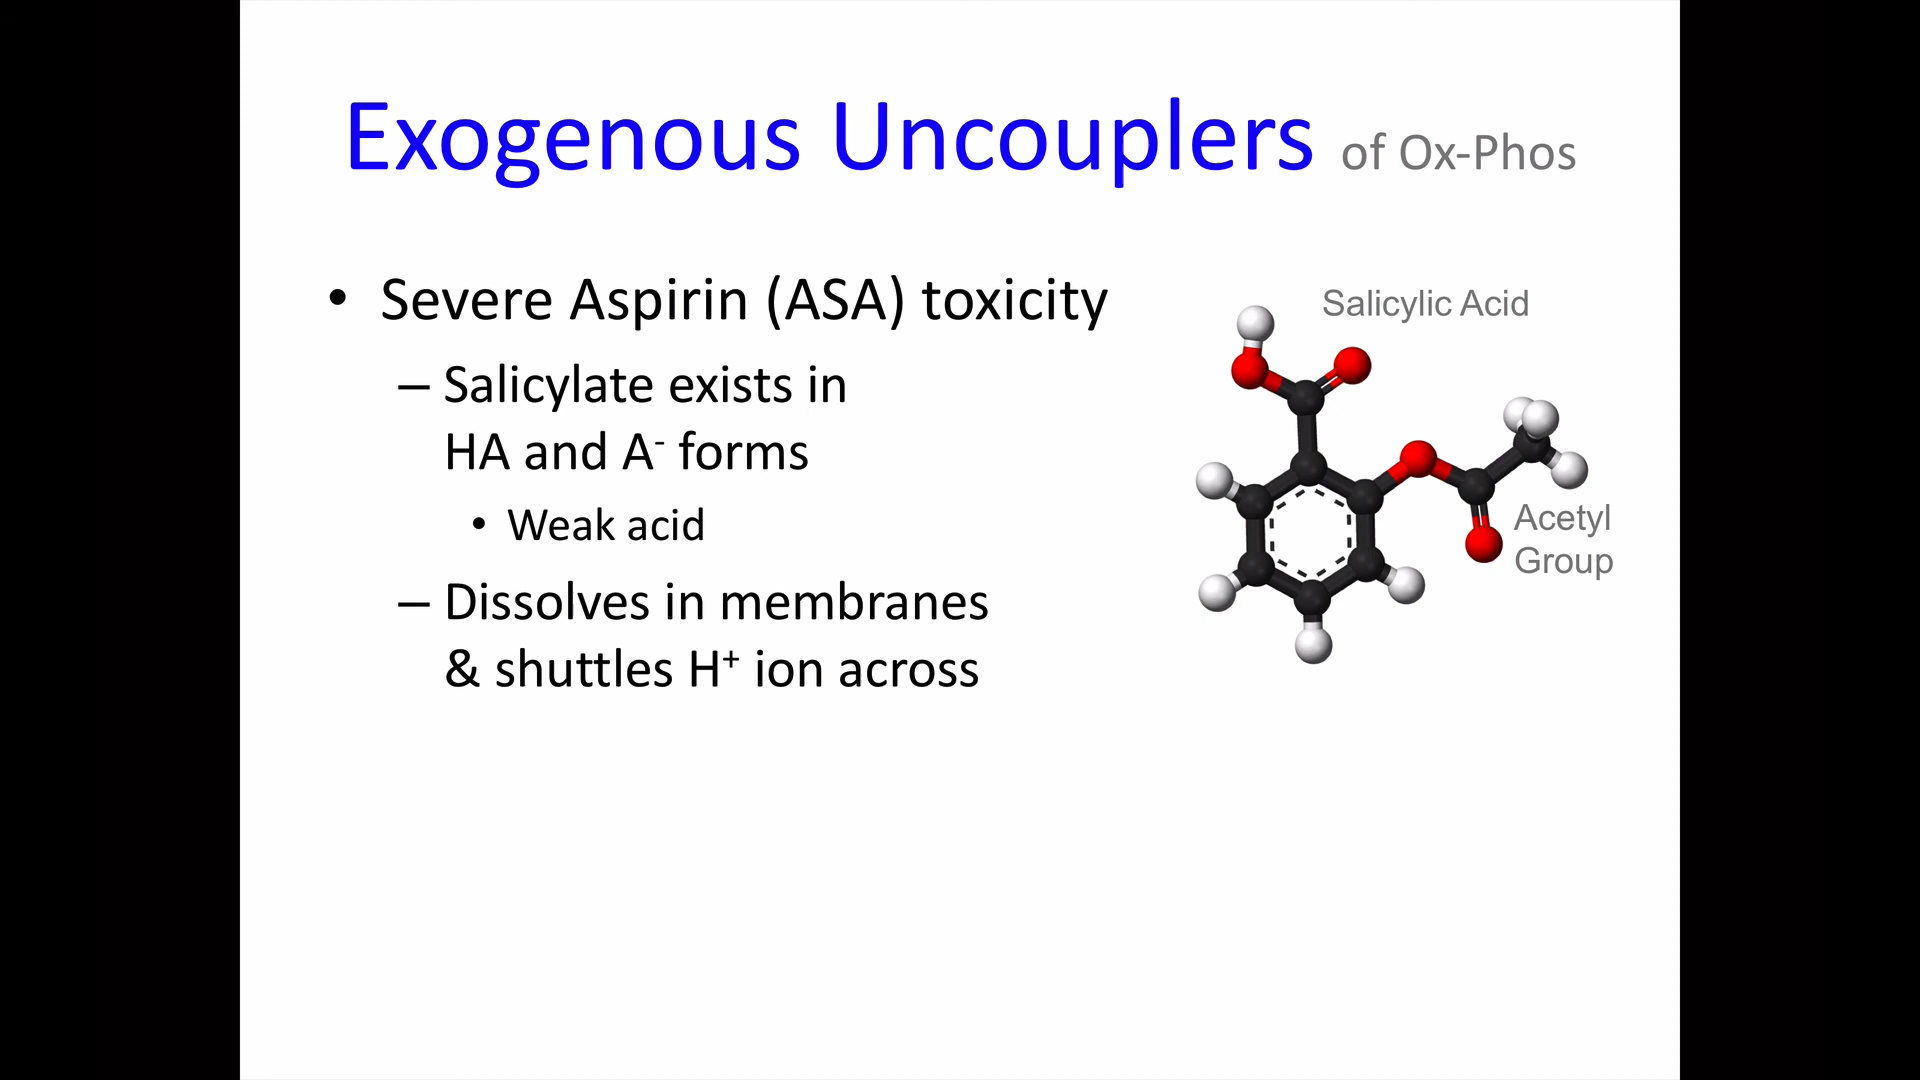 Exogenous Uncouplers of Ox-Phos
• Severe Aspirin (ASA) toxicity
– Salicylate exists in
HA and A⁻ forms
• Weak acid
– Dissolves in membranes
& shuttles H⁺ ion across
Salicylic Acid
Acetyl
Group